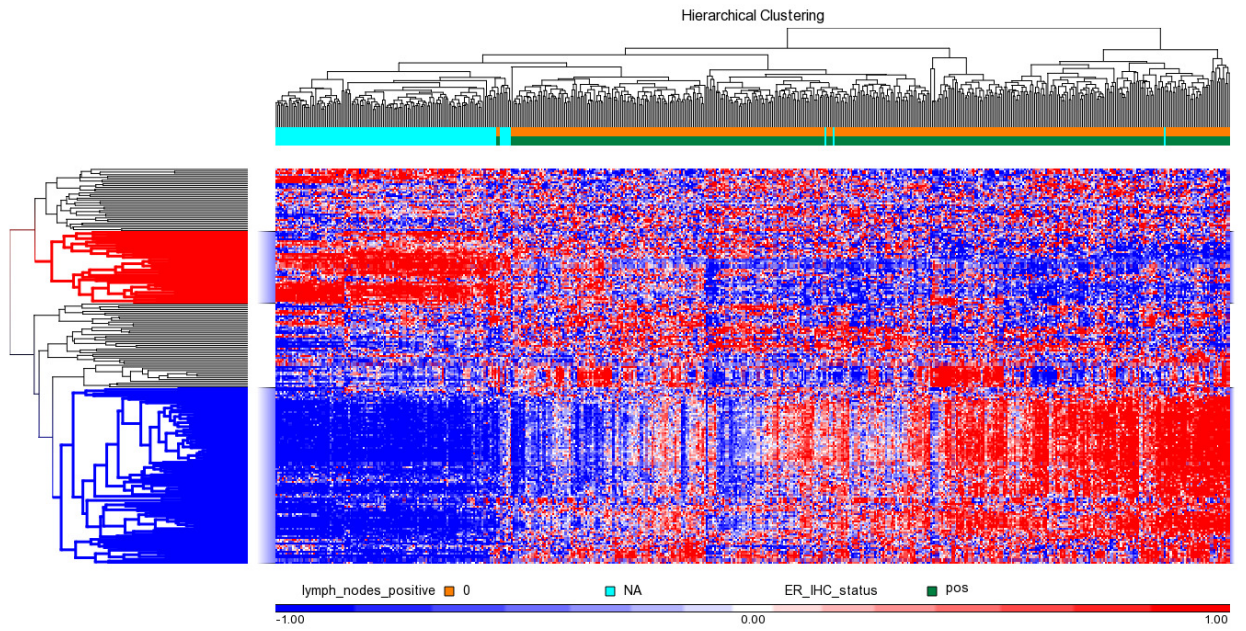 Hierarchical Clustering
lymph_nodes_positive 0 NA ER_IHC_status pos
-1.00 0.00 1.00